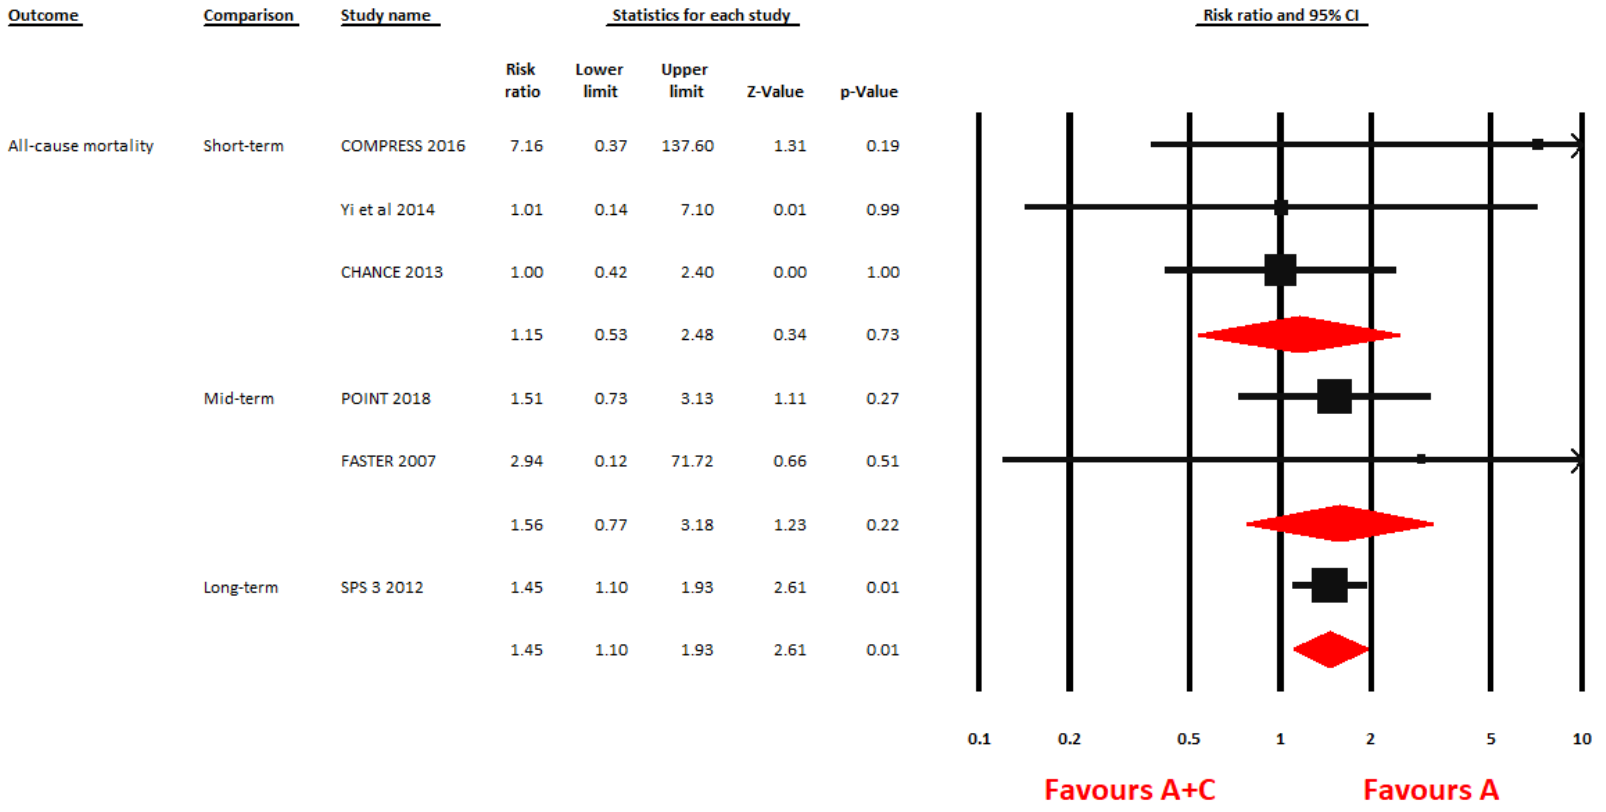 Outcome Comparison Study name Statistics for each study Risk ratio and 95% CI
Risk ratio Lower limit Upper limit Z-Value p-Value
All-cause mortality Short-term COMPRESS 2016 7.16 0.37 137.60 1.31 0.19
Yi et al 2014 1.01 0.14 7.10 0.01 0.99
CHANCE 2013 1.00 0.42 2.40 0.00 1.00
1.15 0.53 2.48 0.34 0.73
Mid-term POINT 2018 1.51 0.73 3.13 1.11 0.27
FASTER 2007 2.94 0.12 71.72 0.66 0.51
1.56 0.77 3.18 1.23 0.22
Long-term SPS 3 2012 1.45 1.10 1.93 2.61 0.01
1.45 1.10 1.93 2.61 0.01
0.1 0.2 0.5 1 2 5 10
Favours A+C Favours A